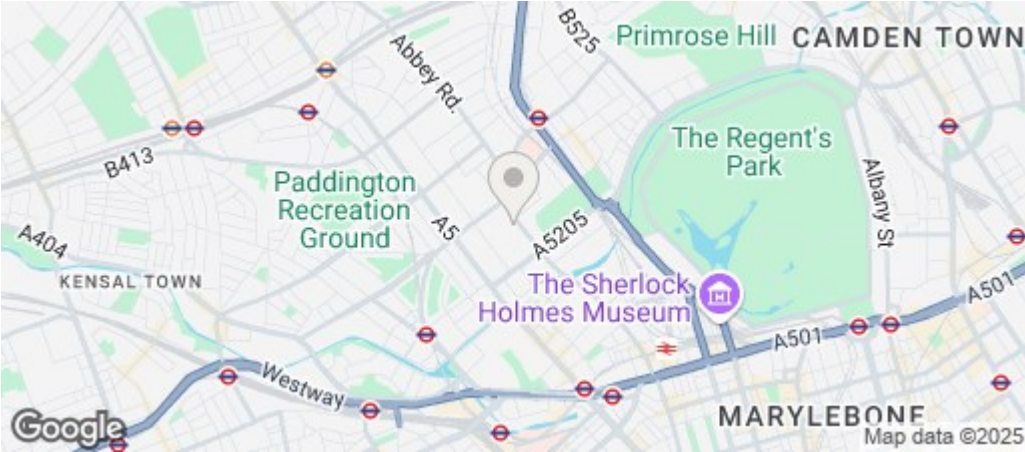 B525
Primrose Hill
CAMDEN TOWN
Abbey Rd.
The Regent's
Park
B413
Paddington
Recreation
Ground
Albany St
A5
A5205
A404
KENSAL TOWN
The Sherlock
Holmes Museum
A501
A501
Westway
MARYLEBONE
Google
Map data ©2025